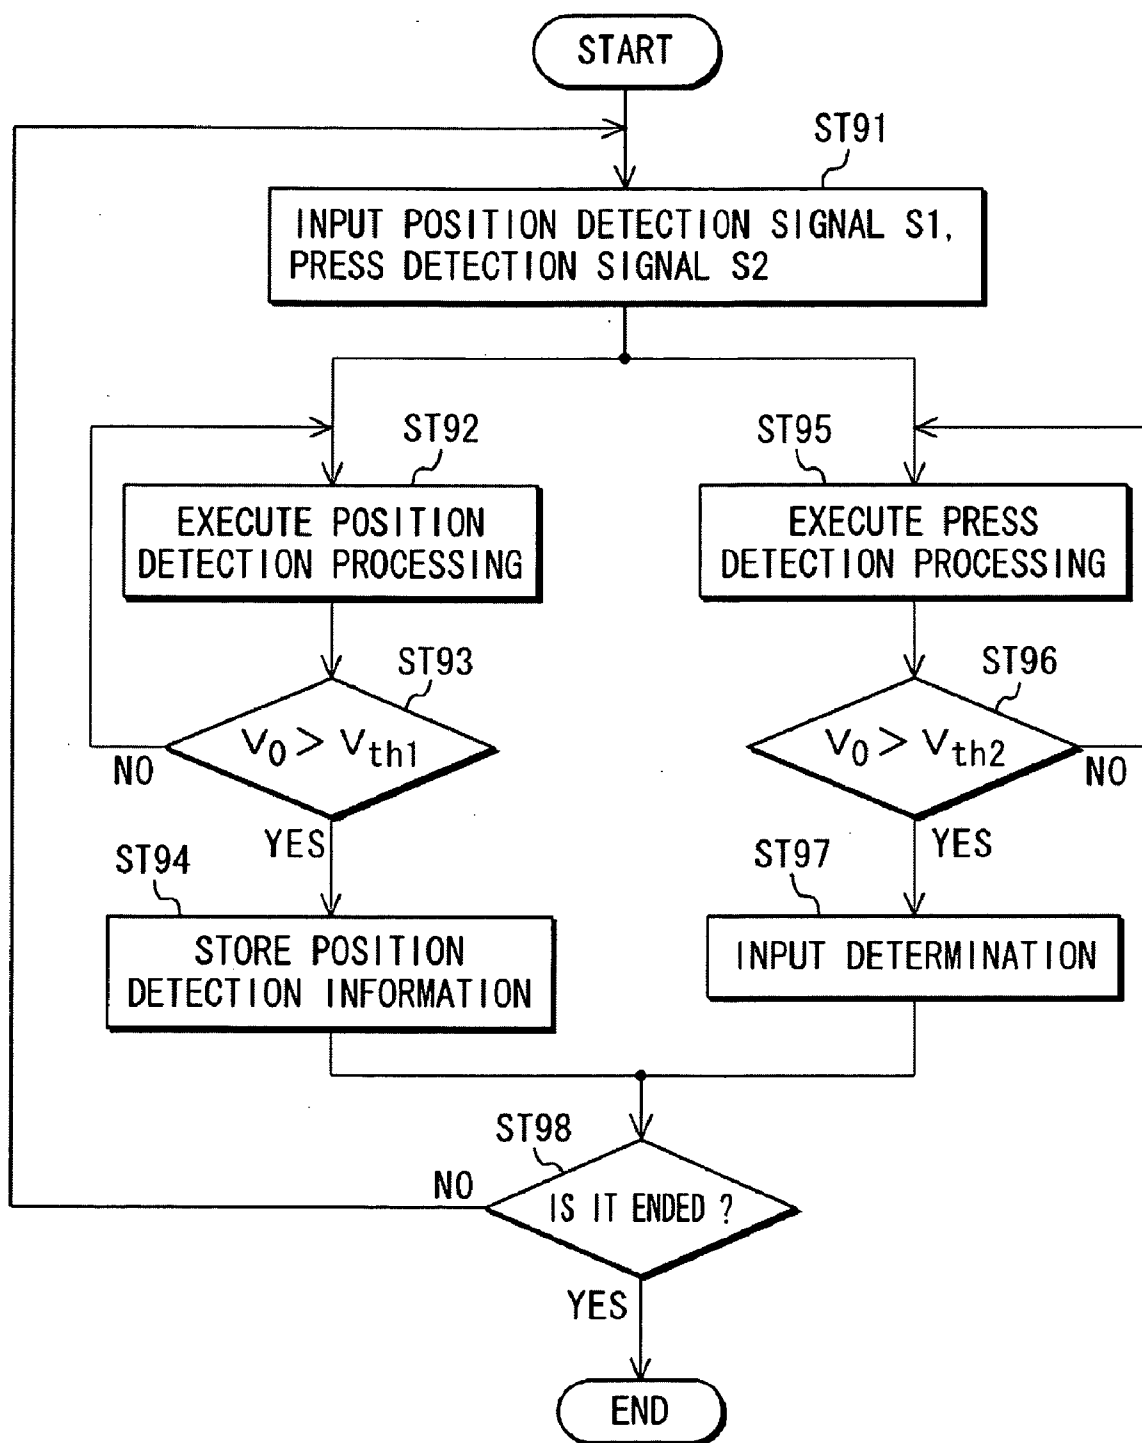 START
ST91
INPUT POSITION DETECTION SIGNAL S1,
PRESS DETECTION SIGNAL S2
ST92
EXECUTE POSITION
DETECTION PROCESSING
ST95
EXECUTE PRESS
DETECTION PROCESSING
ST93
V0 > Vth1
NO
YES
ST96
V0 > Vth2
NO
YES
ST94
STORE POSITION
DETECTION INFORMATION
ST97
INPUT DETERMINATION
ST98
IS IT ENDED ?
NO
YES
END